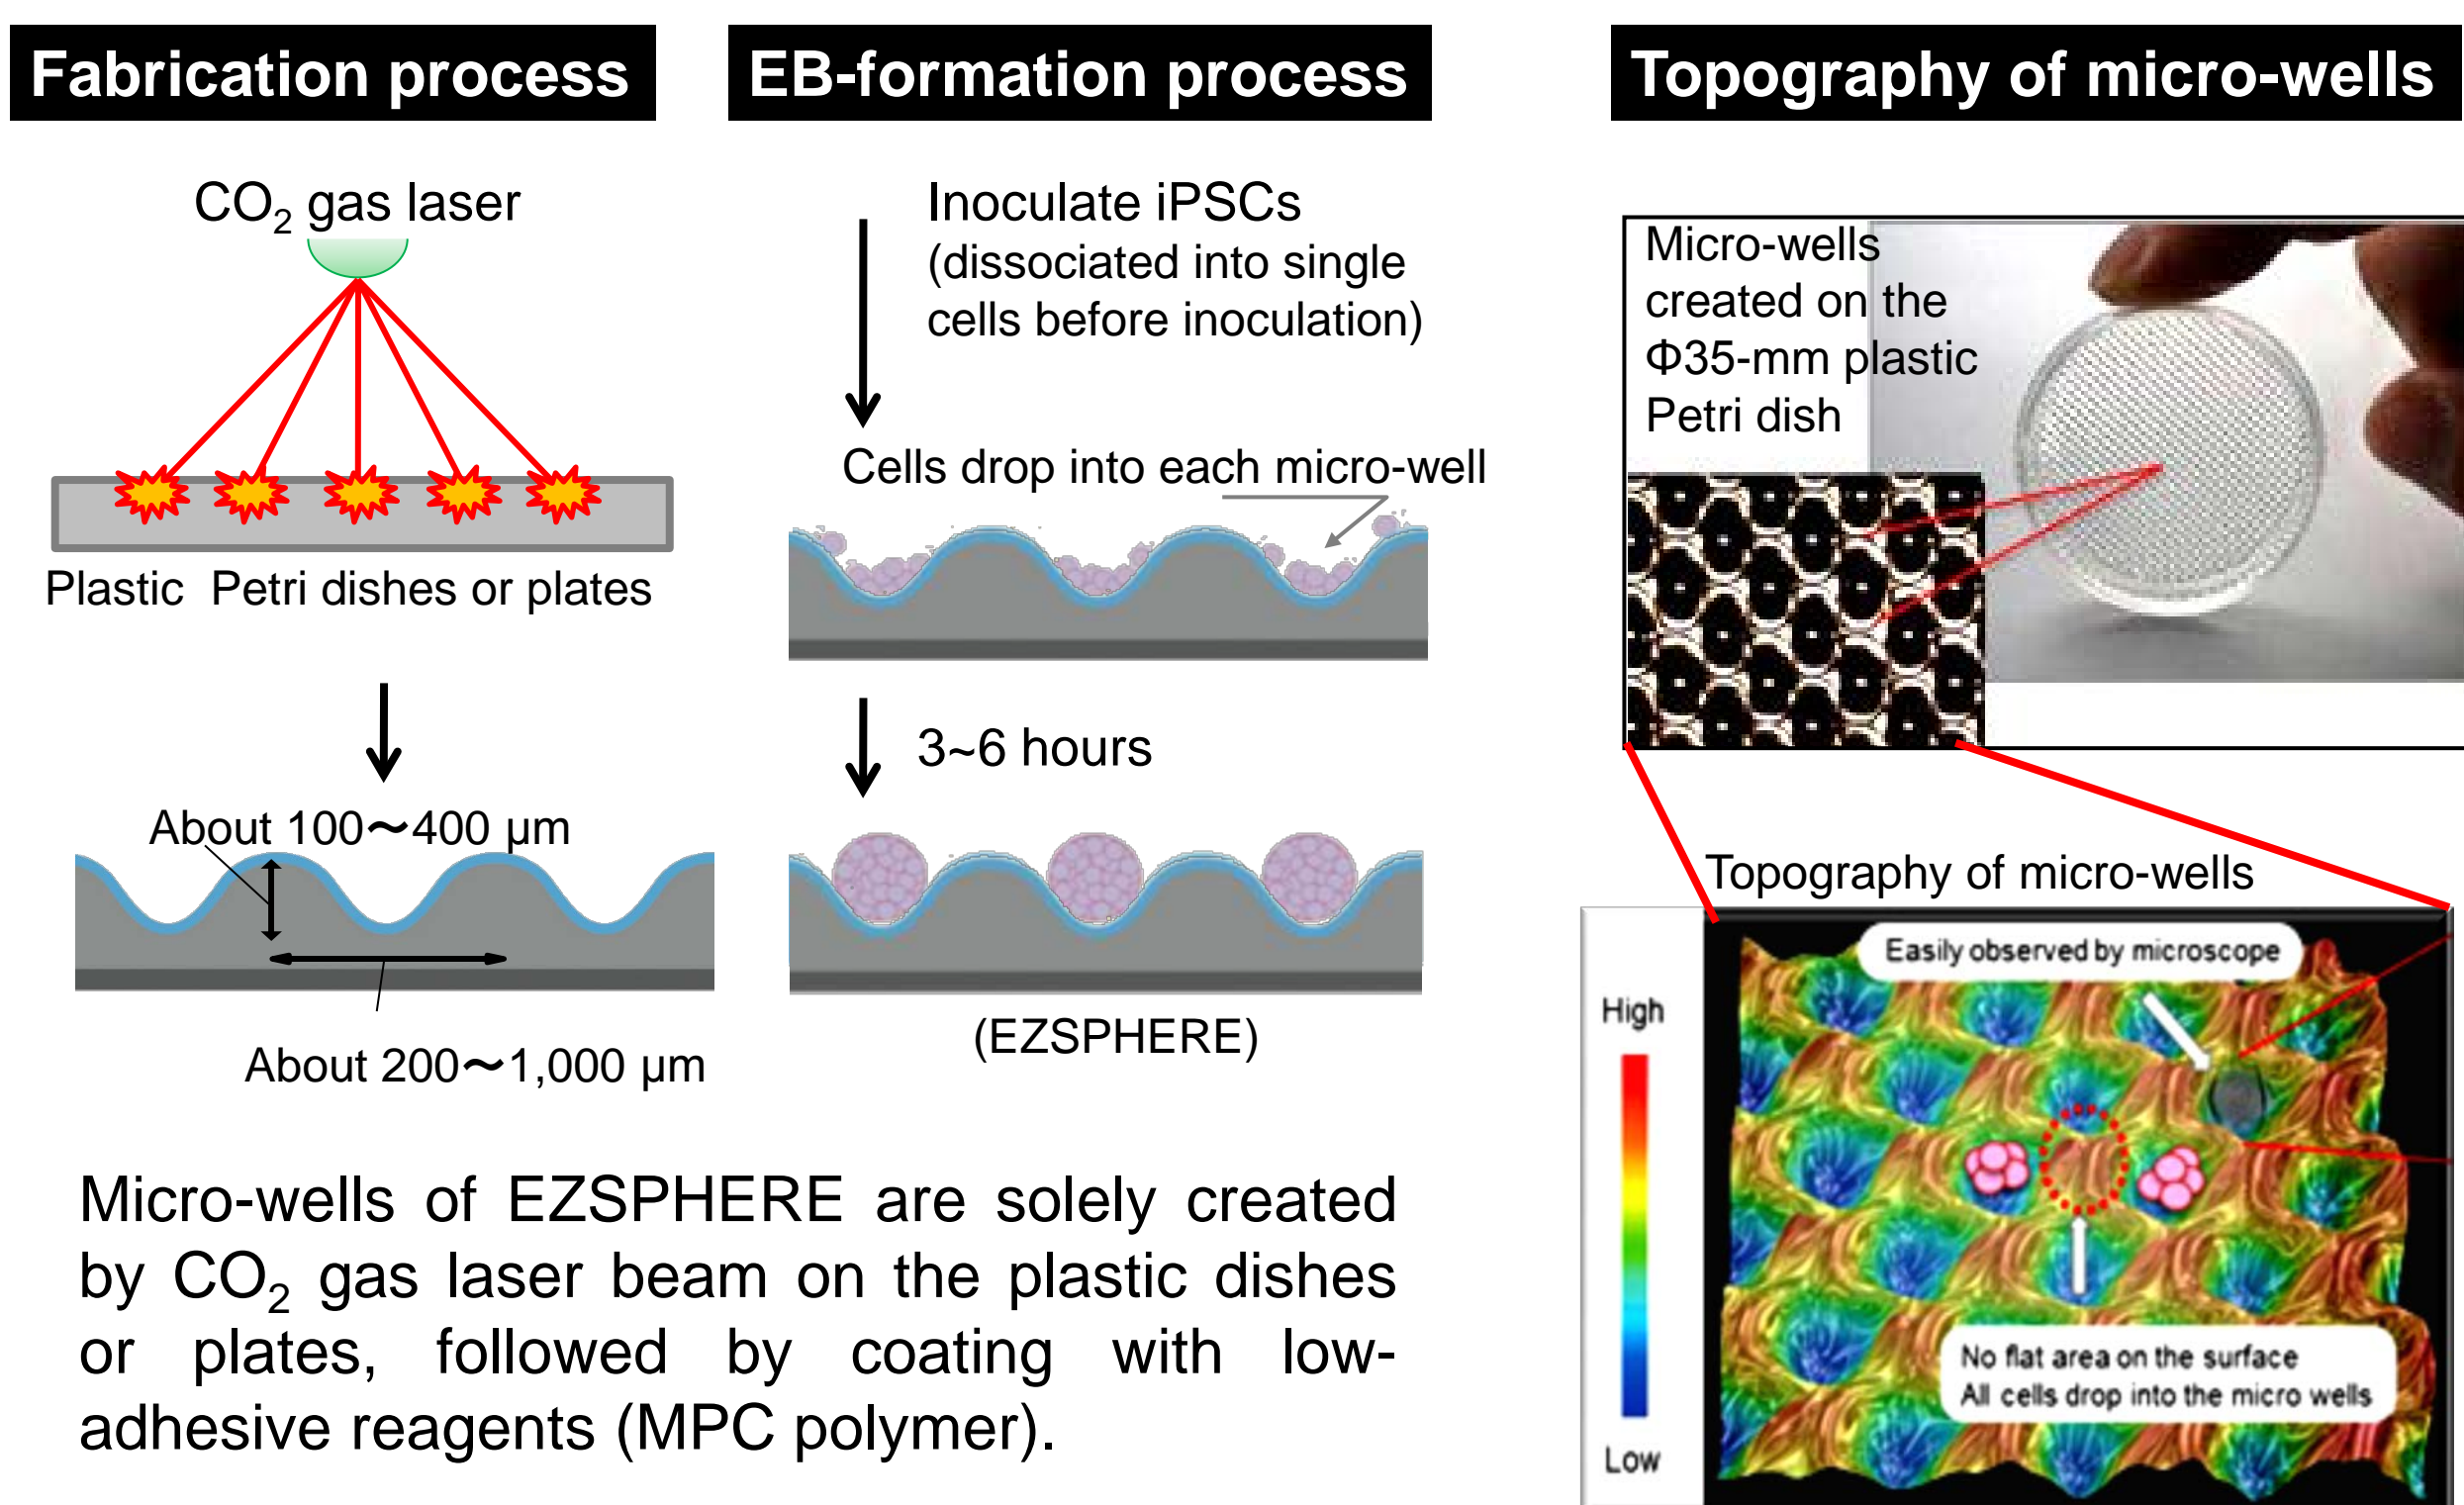 Fabrication process
CO₂ gas laser
Plastic  Petri dishes or plates
About 100〜400 μm
About 200〜1,000 μm
EB-formation process
Inoculate iPSCs
(dissociated into single
cells before inoculation)
Cells drop into each micro-well
3~6 hours
(EZSPHERE)
Micro-wells of EZSPHERE are solely created
by CO₂ gas laser beam on the plastic dishes
or plates, followed by coating with low-
adhesive reagents (MPC polymer).
Topography of micro-wells
Micro-wells
created on the
Φ35-mm plastic
Petri dish
Topography of micro-wells
Easily observed by microscope
High
Low
No flat area on the surface
All cells drop into the micro wells